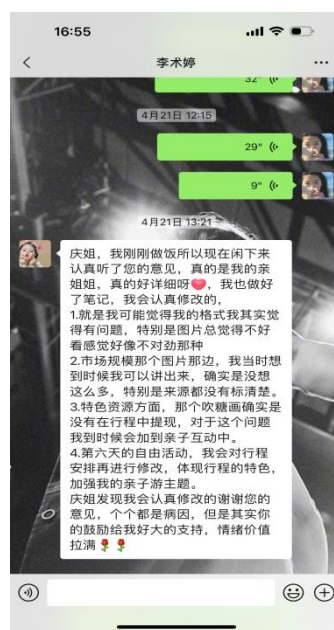 16:55
李术婷
32"
4月21日 12:15
29"
9"
4月21日 13:21
庆姐，我刚刚做饭所以现在闲下来
认真听了您的意见，真的是我的亲
姐姐，真的好详细呀❤️，我也做好
了笔记，我会认真修改的，
1.就是我可能觉得我的格式我其实觉
得有问题，特别是图片总觉得不好
看感觉好像不对劲那种
2.市场规模那个图片那边，我当时想
到时候我可以讲出来，确实是没想
这么多，特别是来源都没有标清楚。
3.特色资源方面，那个吹糖画确实是
没有在行程中提现，对于这个问题
我到时候会加到亲子互动中。
4.第六天的自由活动，我会对行程
安排再进行修改，体现行程的特色，
加强我的亲子游主题。
庆姐发现我会认真修改的谢谢您的
意见，个个都是病因，但是其实你
的鼓励给我好大的支持，情绪价值
拉满🌹🌹